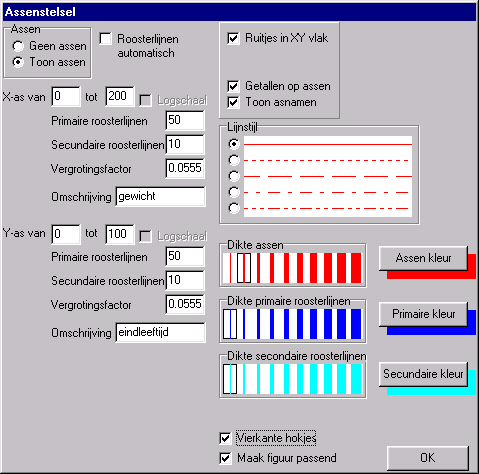 Assenstelsel
Assen
Geen assen
Toon assen
Roosterlijnen
automatisch
Ruitjes in XY vlak
Getallen op assen
Toon asnamen
X-as van 0 tot 200 Logschaal
Primaire roosterlijnen 50
Secundaire roosterlijnen 10
Vergrotingsfactor 0.0555
Omschrijving gewicht
Lijnstijl
Y-as van 0 tot 100 Logschaal
Primaire roosterlijnen 50
Secundaire roosterlijnen 10
Vergrotingsfactor 0.0555
Omschrijving eindleeftijd
Dikte assen
Assen kleur
Dikte primaire roosterlijnen
Primaire kleur
Dikte secondaire roosterlijnen
Secundaire kleur
Vierkante hokjes
Maak figuur passend
OK